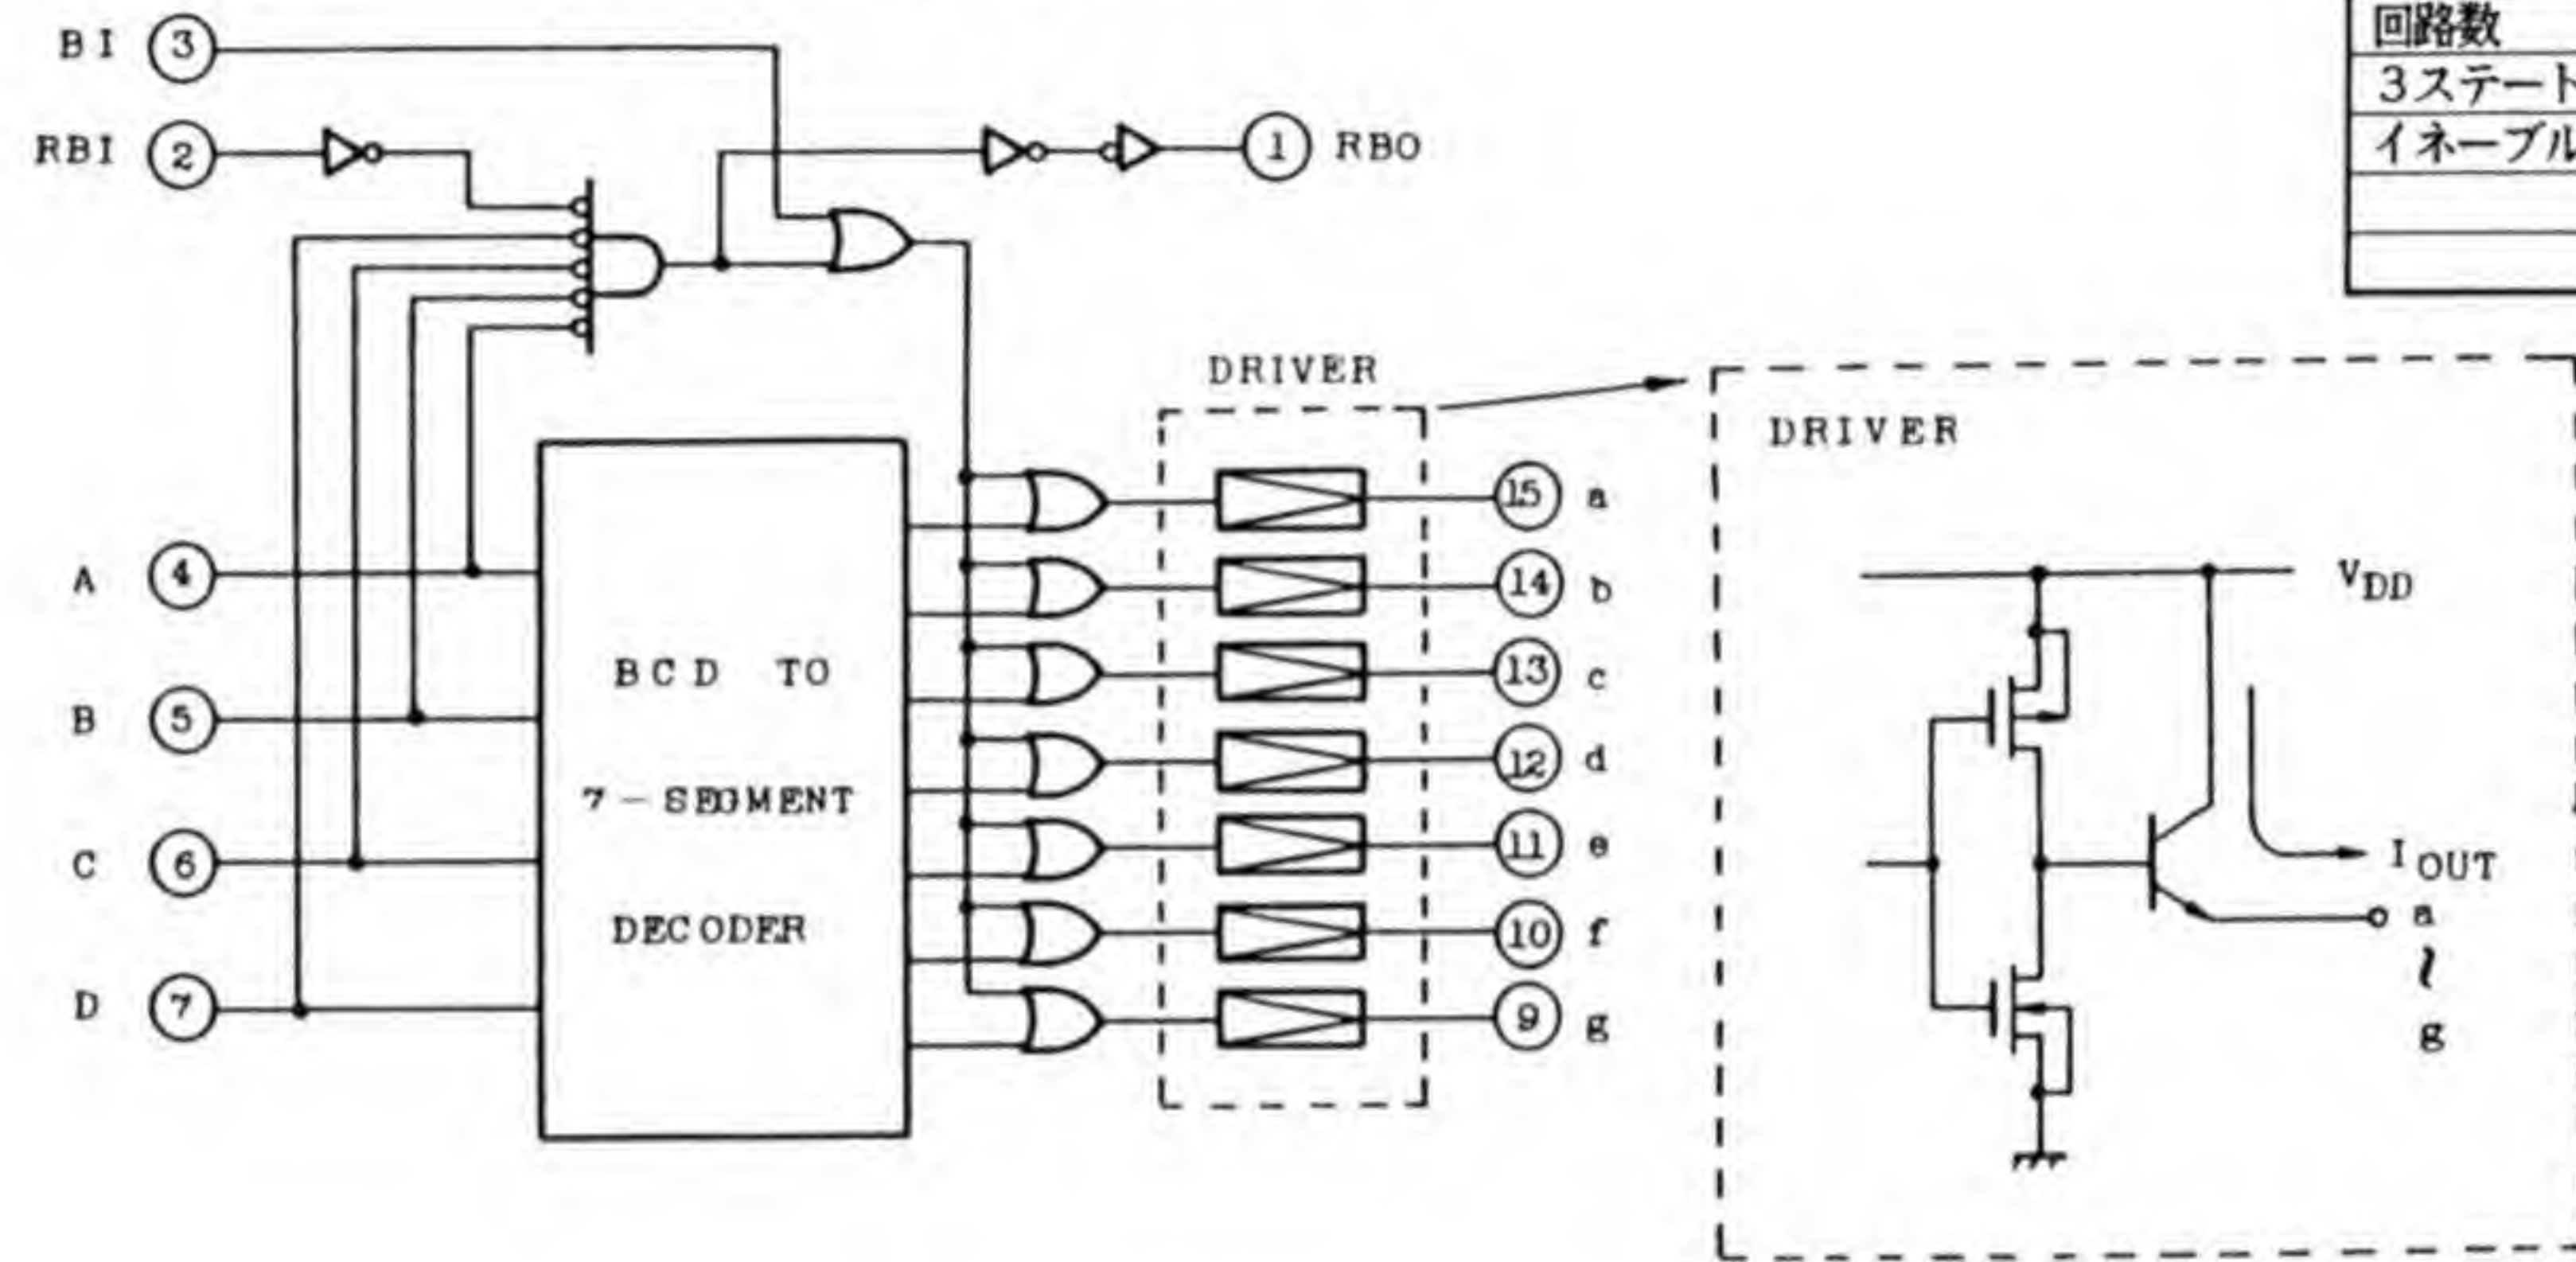 BI 3
RBI 2
1 RBO
回路数
3ステート
イネーブル
DRIVER
DRIVER
A 4
B 5
C 6
D 7
BCD TO
7-SEGMENT
DECODER
15 a
14 b
13 c
12 d
11 e
10 f
9 g
VDD
IOUT
a
~
g